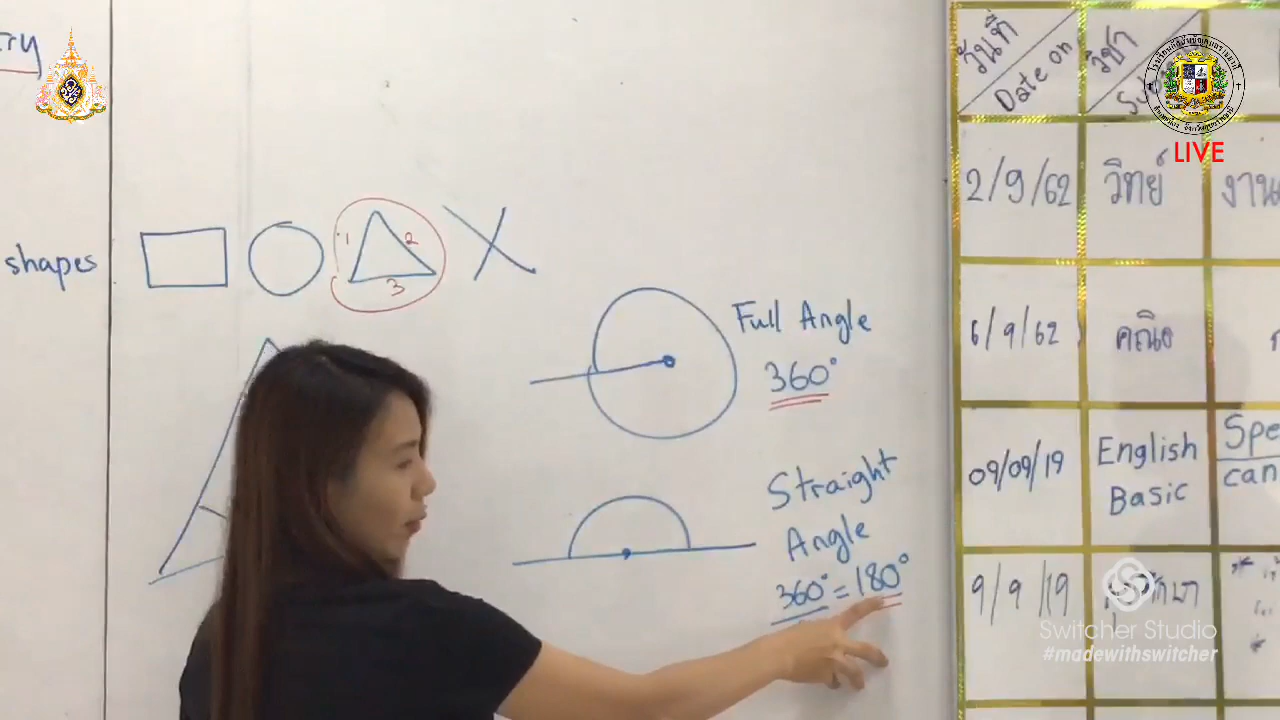 shapes
1
2
3
Full Angle
360°
Straight
Angle
360° = 180°
วันที่
Date on
วิชา
2/9/62
วิทย์
6/9/62
คณิต
09/09/19
English
Basic
9/9/19
LIVE
Switcher Studio
#madewithswitcher